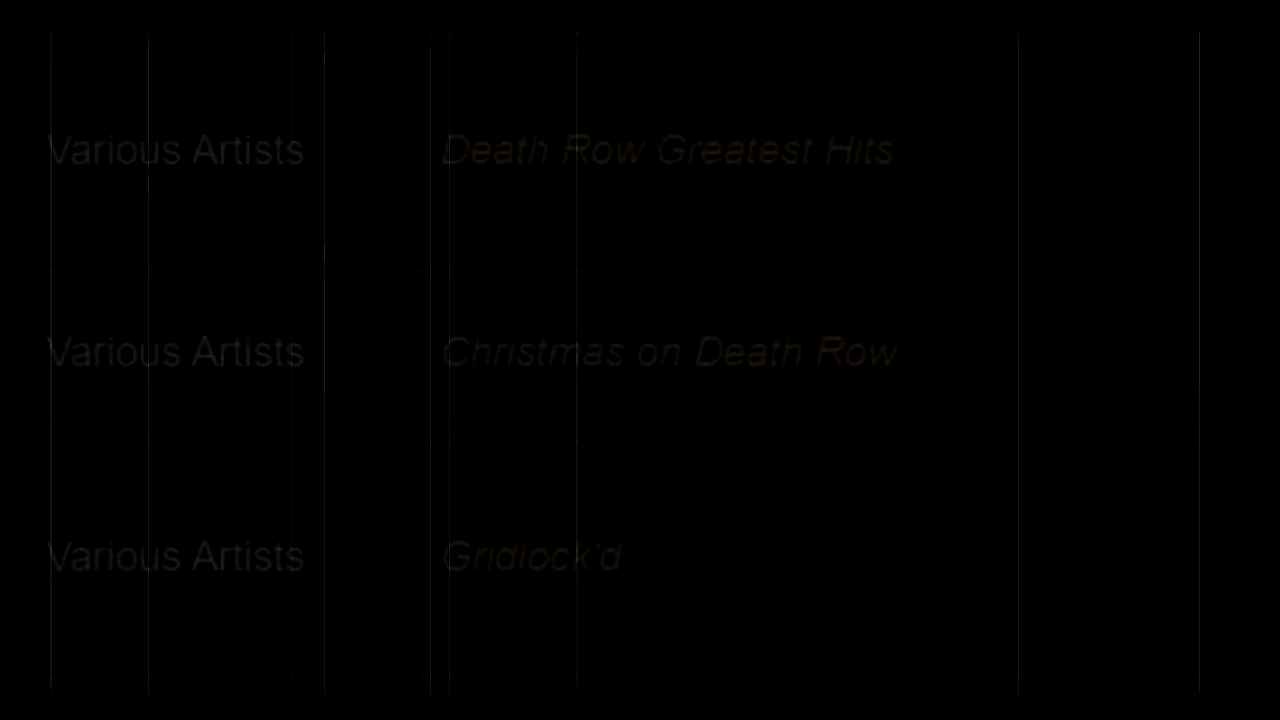 Various Artists Death Row Greatest Hits
Various Artists Christmas on Death Row
Various Artists Gridlock'd